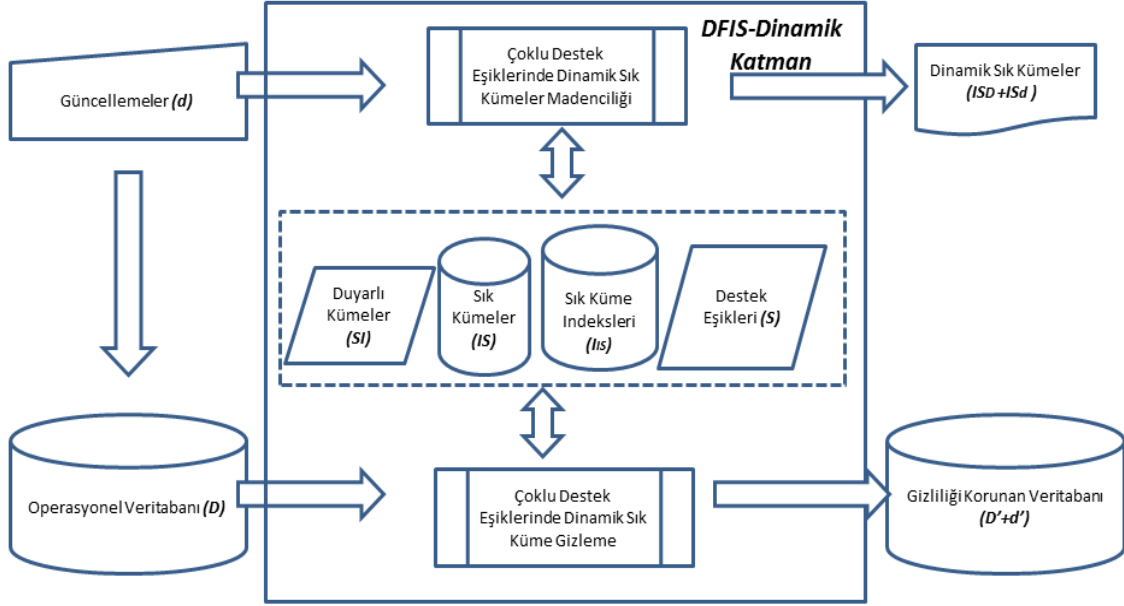 DFIS-Dinamik
Katman
Güncellemeler (d)
Çoklu Destek
Eşiklerinde Dinamik Sık
Kümeler Madenciliği
Dinamik Sık Kümeler
(ISD+ISd )
Duyarlı
Kümeler
(SI)
Sık
Kümeler
(IS)
Sık Küme
Indeksleri
(IIS)
Destek
Eşikleri (S)
Operasyonel Veritabanı (D)
Çoklu Destek
Eşiklerinde Dinamik Sık
Küme Gizleme
Gizliliği Korunan Veritabanı
(D'+d')